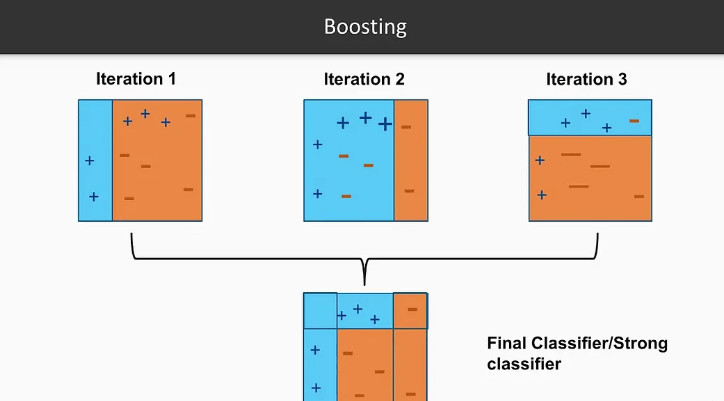 Boosting
Iteration 1
Iteration 2
Iteration 3
Final Classifier/Strong
classifier